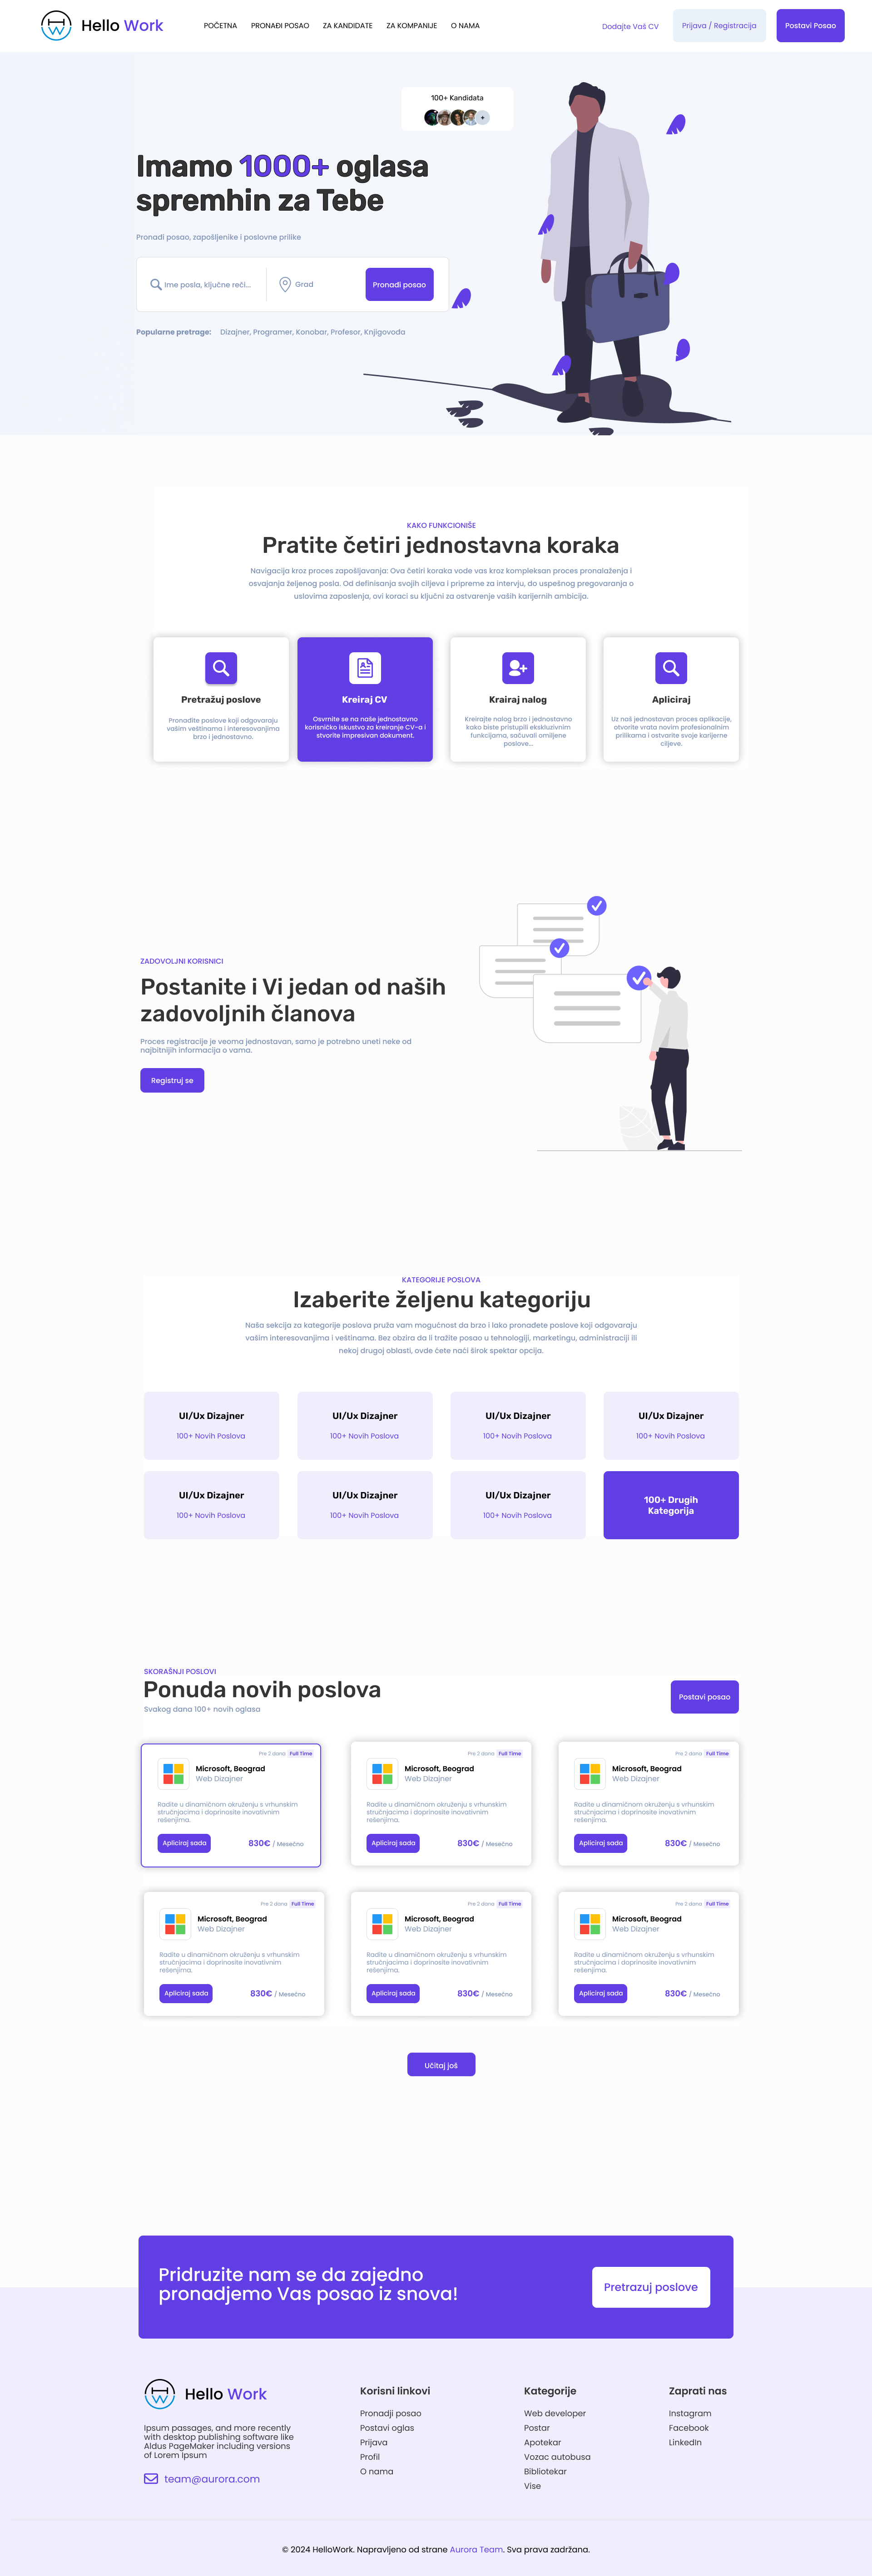 Hello Work
POČETNA
PRONAĐI POSAO
ZA KANDIDATE
ZA KOMPANIJE
O NAMA
Dodajte Vaš CV
Prijava / Registracija
Postavi Posao
100+ Kandidata
+
Imamo 1000+ oglasa
spremhin za Tebe
Pronađi posao, zapošljenike i poslovne prilike
Ime posla, ključne reči...
Grad
Pronađi posao
Popularne pretrage: Dizajner, Programer, Konobar, Profesor, Knjigovođa
KAKO FUNKCIONIŠE
Pratite četiri jednostavna koraka
Navigacija kroz proces zapošljavanja: Ova četiri koraka vode vas kroz kompleksan proces pronalaženja i
osvajanja željenog posla. Od definisanja svojih ciljeva i pripreme za intervju, do uspešnog pregovaranja o
uslovima zaposlenja, ovi koraci su ključni za ostvarenje vaših karijernih ambicija.
Pretražuj poslove
Pronađite poslove koji odgovaraju
vašim veštinama i interesovanjima
brzo i jednostavno.
Kreiraj CV
Osvrnite se na naše jednostavno
korisničko iskustvo za kreiranje CV-a i
stvorite impresivan dokument.
Krairaj nalog
Kreirajte nalog brzo i jednostavno
kako biste pristupili ekskluzivnim
funkcijama, sačuvali omiljene
poslove...
Apliciraj
Uz naš jednostavan proces aplikacije,
otvorite vrata novim profesionalnim
prilikama i ostvarite svoje karijerne
ciljeve.
ZADOVOLJNI KORISNICI
Postanite i Vi jedan od naših
zadovoljnih članova
Proces registracije je veoma jednostavan, samo je potrebno uneti neke od
najbitnijih informacija o vama.
Registruj se
KATEGORIJE POSLOVA
Izaberite željenu kategoriju
Naša sekcija za kategorije poslova pruža vam mogućnost da brzo i lako pronađete poslove koji odgovaraju
vašim interesovanjima i veštinama. Bez obzira da li tražite posao u tehnologiji, marketingu, administraciji ili
nekoj drugoj oblasti, ovde ćete naći širok spektar opcija.
UI/Ux Dizajner
100+ Novih Poslova
UI/Ux Dizajner
100+ Novih Poslova
UI/Ux Dizajner
100+ Novih Poslova
UI/Ux Dizajner
100+ Novih Poslova
UI/Ux Dizajner
100+ Novih Poslova
UI/Ux Dizajner
100+ Novih Poslova
UI/Ux Dizajner
100+ Novih Poslova
100+ Drugih
Kategorija
SKORAŠNJI POSLOVI
Ponuda novih poslova
Svakog dana 100+ novih oglasa
Postavi posao
Pre 2 dana Full Time
Microsoft, Beograd
Web Dizajner
Radite u dinamičnom okruženju s vrhunskim
stručnjacima i doprinosite inovativnim
rešenjima.
Apliciraj sada
830€ / Mesečno
Pre 2 dana Full Time
Microsoft, Beograd
Web Dizajner
Radite u dinamičnom okruženju s vrhunskim
stručnjacima i doprinosite inovativnim
rešenjima.
Apliciraj sada
830€ / Mesečno
Pre 2 dana Full Time
Microsoft, Beograd
Web Dizajner
Radite u dinamičnom okruženju s vrhunskim
stručnjacima i doprinosite inovativnim
rešenjima.
Apliciraj sada
830€ / Mesečno
Pre 2 dana Full Time
Microsoft, Beograd
Web Dizajner
Radite u dinamičnom okruženju s vrhunskim
stručnjacima i doprinosite inovativnim
rešenjima.
Apliciraj sada
830€ / Mesečno
Pre 2 dana Full Time
Microsoft, Beograd
Web Dizajner
Radite u dinamičnom okruženju s vrhunskim
stručnjacima i doprinosite inovativnim
rešenjima.
Apliciraj sada
830€ / Mesečno
Pre 2 dana Full Time
Microsoft, Beograd
Web Dizajner
Radite u dinamičnom okruženju s vrhunskim
stručnjacima i doprinosite inovativnim
rešenjima.
Apliciraj sada
830€ / Mesečno
Učitaj još
Pridruzite nam se da zajedno
pronadjemo Vas posao iz snova!
Pretrazuj poslove
Hello Work
Ipsum passages, and more recently
with desktop publishing software like
Aldus PageMaker including versions
of Lorem Ipsum
team@aurora.com
Korisni linkovi
Pronadji posao
Postavi oglas
Prijava
Profil
O nama
Kategorije
Web developer
Postar
Apotekar
Vozac autobusa
Bibliotekar
Vise
Zaprati nas
Instagram
Facebook
LinkedIn
© 2024 HelloWork. Napravljeno od strane Aurora Team. Sva prava zadržana.